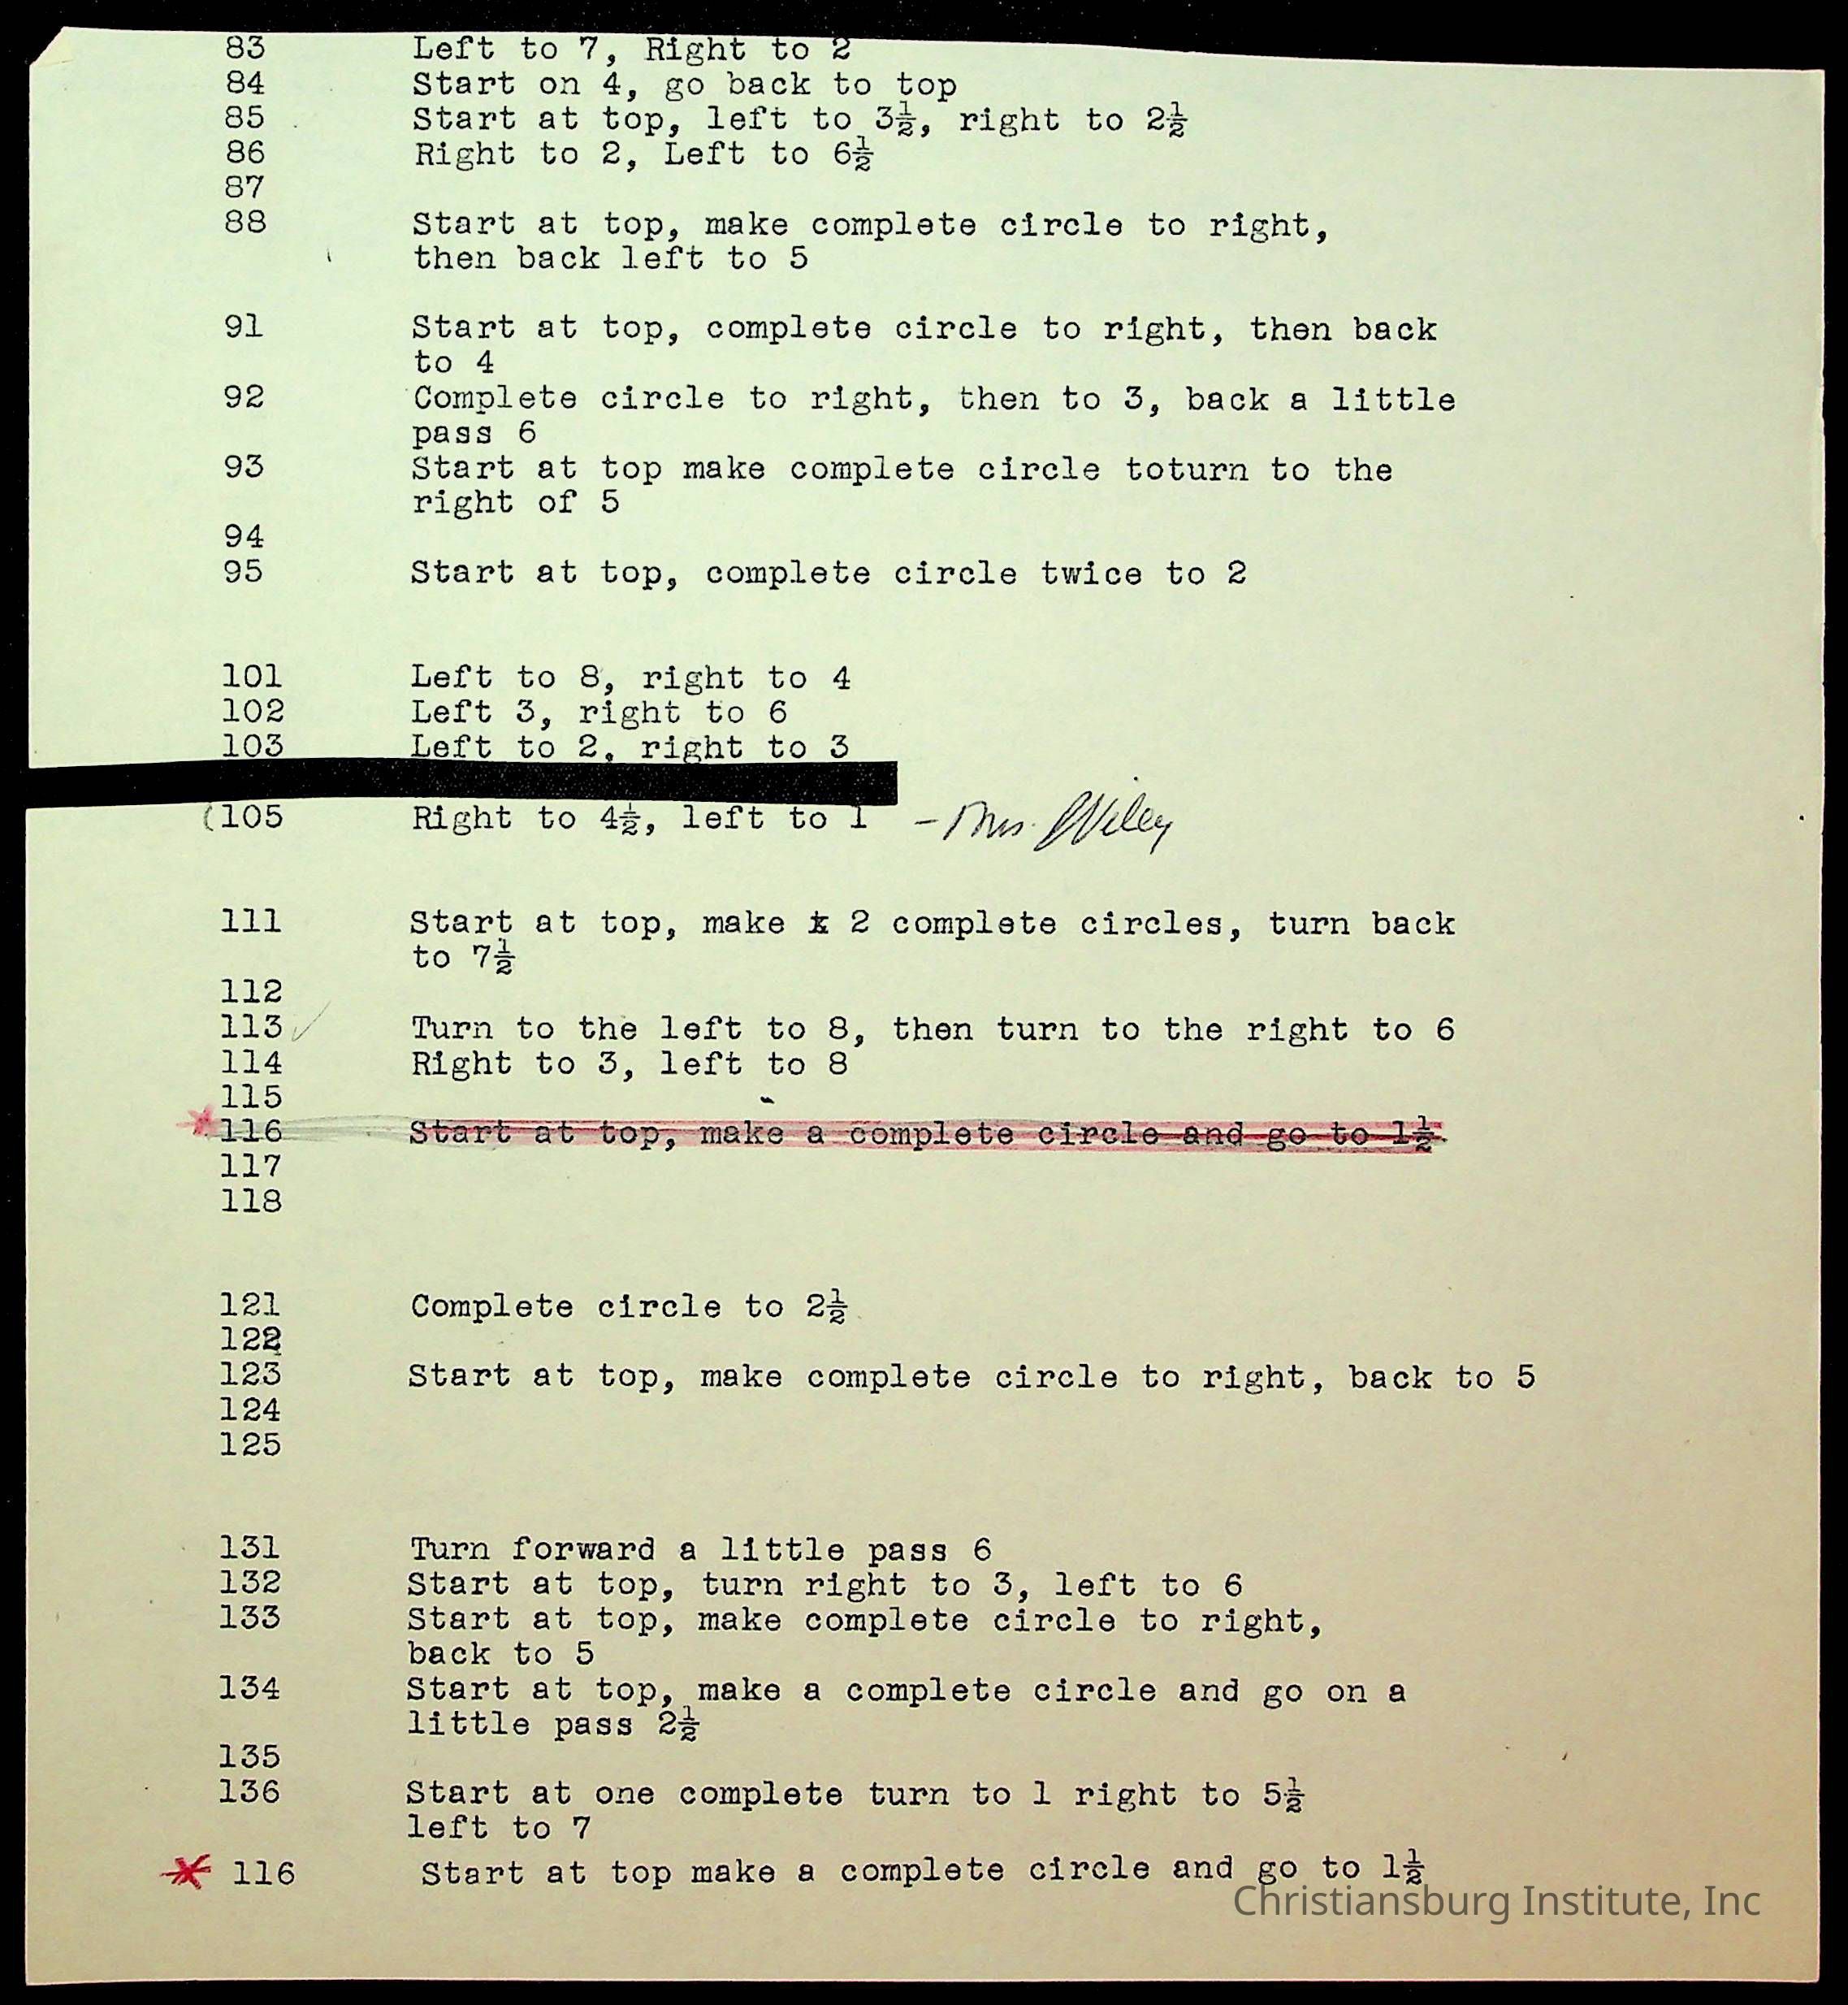 83 Left to 7, Right to 2
84 Start on 4, go back to top
85 Start at top, left to 3½, right to 2½
86 Right to 2, Left to 6½
87
88 Start at top, make complete circle to right,
then back left to 5
91 Start at top, complete circle to right, then back
to 4
92 Complete circle to right, then to 3, back a little
pass 6
93 Start at top make complete circle toturn to the
right of 5
94
95 Start at top, complete circle twice to 2
101 Left to 8, right to 4
102 Left 3, right to 6
103 Left to 2, right to 3
(105 Right to 4½, left to 1 - Mrs. Wiley
111 Start at top, make 2 complete circles, turn back
to 7½
112
113 ✓ Turn to the left to 8, then turn to the right to 6
114 Right to 3, left to 8
115
* 116 Start at top, make a complete circle and go to 1½.
117
118
121 Complete circle to 2½
122
123 Start at top, make complete circle to right, back to 5
124
125
131 Turn forward a little pass 6
132 Start at top, turn right to 3, left to 6
133 Start at top, make complete circle to right,
back to 5
134 Start at top, make a complete circle and go on a
little pass 2½
135
136 Start at one complete turn to 1 right to 5½
left to 7
* 116 Start at top make a complete circle and go to 1½
Christiansburg Institute, Inc